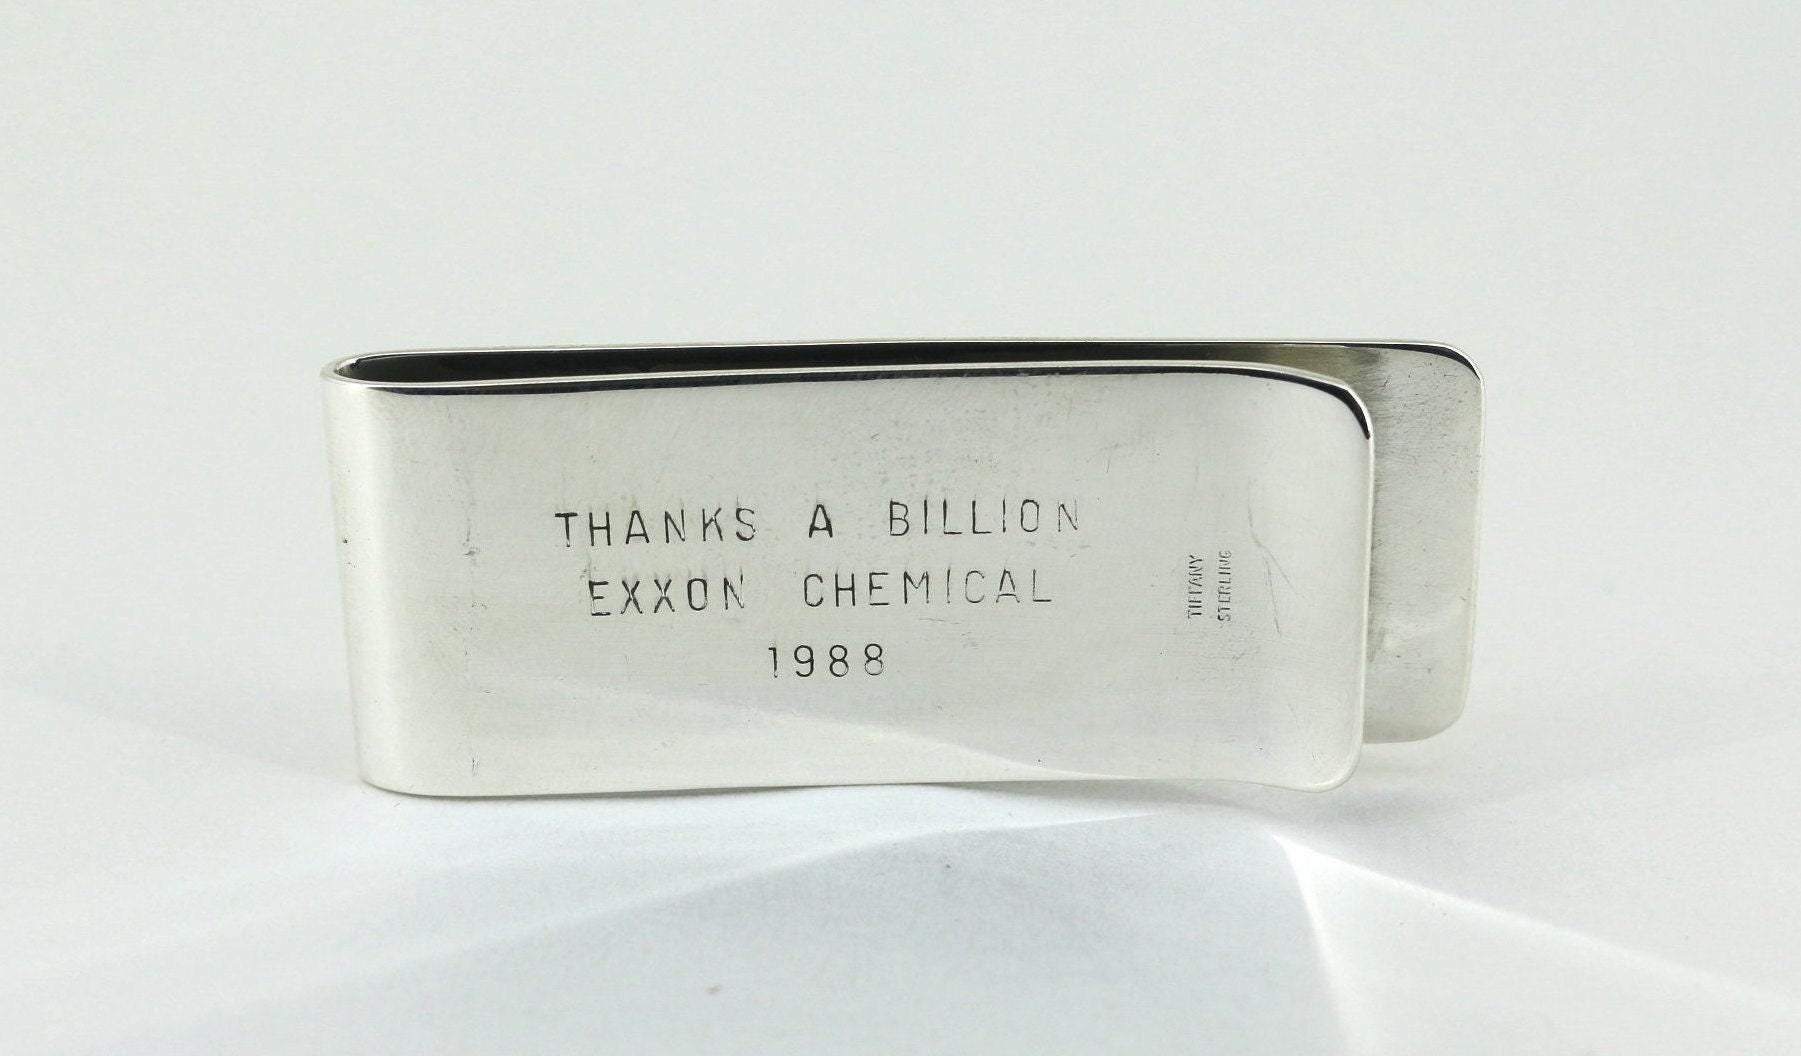 THANKS A BILLION
EXXON CHEMICAL
1988
TIFFANY
STERLING